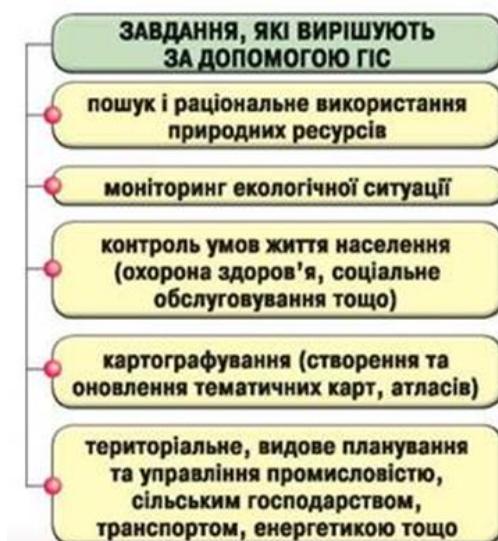 ЗАВДАННЯ, ЯКІ ВИРІШУЮТЬ
ЗА ДОПОМОГОЮ ГІС
пошук і раціональне використання
природних ресурсів
моніторинг екологічної ситуації
контроль умов життя населення
(охорона здоров’я, соціальне
обслуговування тощо)
картографування (створення та
оновлення тематичних карт, атласів)
територіальне, видове планування
та управління промисловістю,
сільським господарством,
транспортом, енергетикою тощо